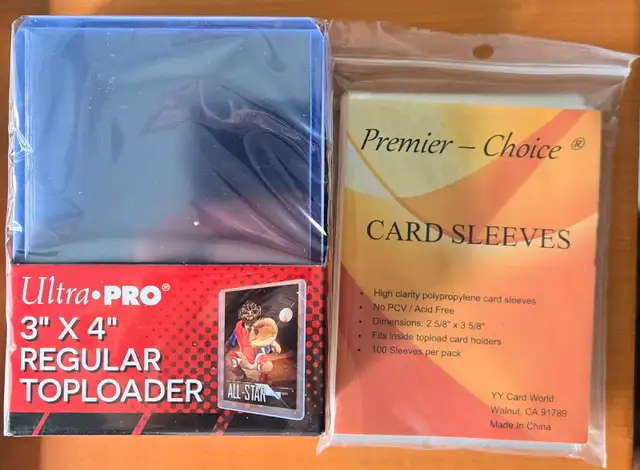 Ultra•PRO®
3" X 4"
REGULAR
TOPLOADER
ALL-STAR
Premier – Choice ®
CARD SLEEVES
• High clarity polypropylene card sleeves
• No PCV / Acid Free
• Dimensions: 2 5/8" x 3 5/8"
• Fits inside topload card holders
• 100 Sleeves per pack
YY Card World
Walnut, CA 91789
Made In China